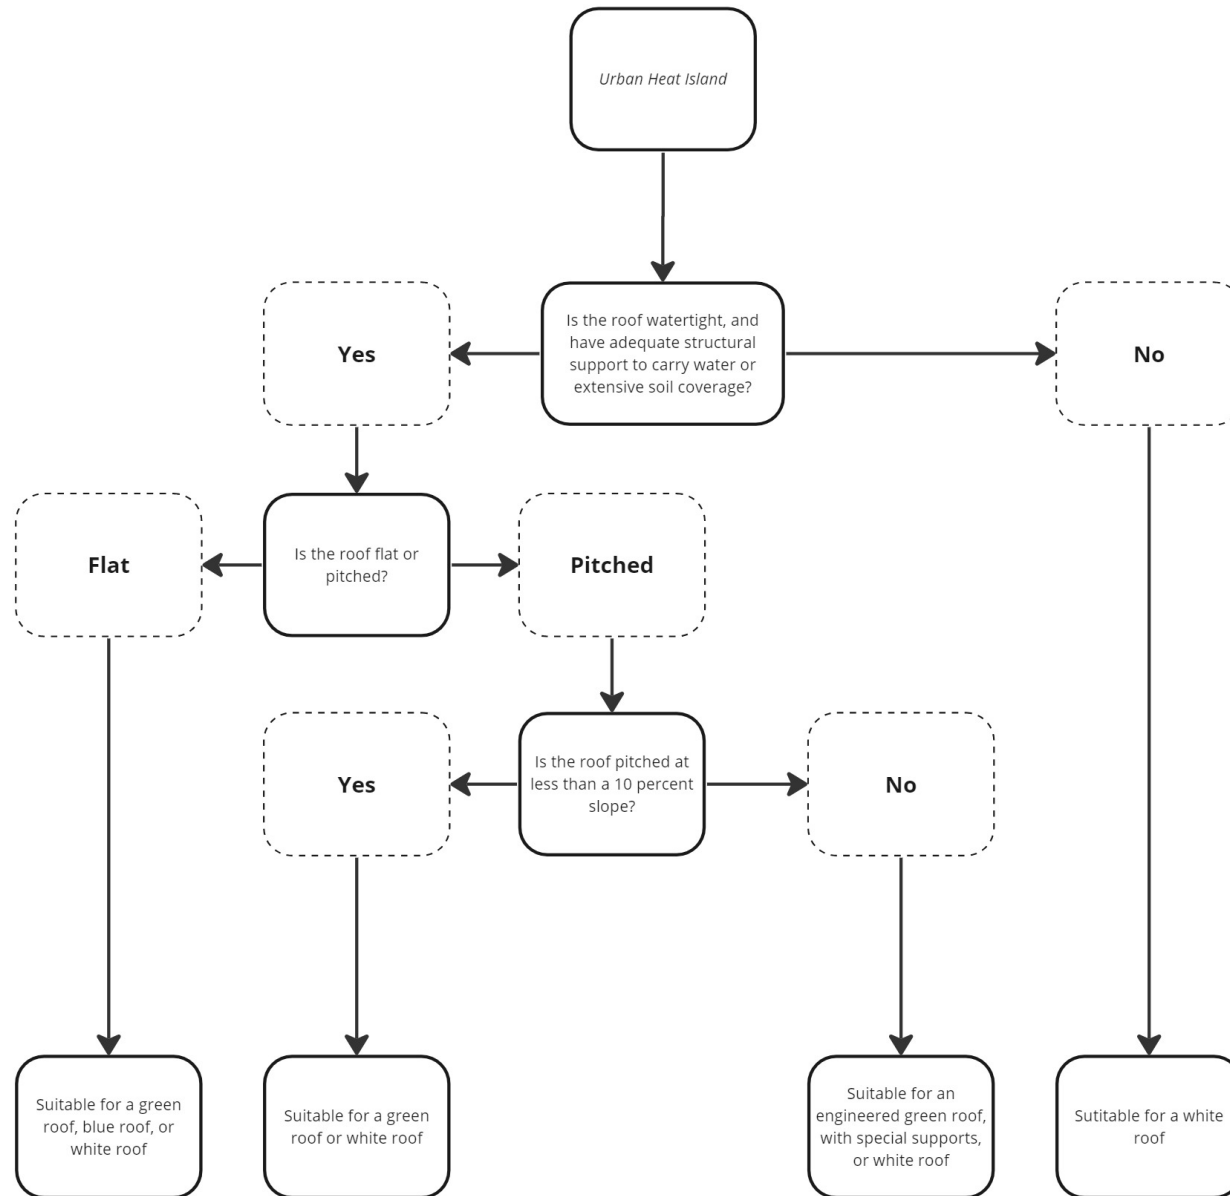 Urban Heat Island
Is the roof watertight, and
have adequate structural
support to carry water or
extensive soil coverage?
Yes
No
Is the roof flat or
pitched?
Flat
Pitched
Is the roof pitched at
less than a 10 percent
slope?
Yes
No
Suitable for a green
roof, blue roof, or
white roof
Suitable for a green
roof or white roof
Suitable for an
engineered green roof,
with special supports,
or white roof
Sutitable for a white
roof